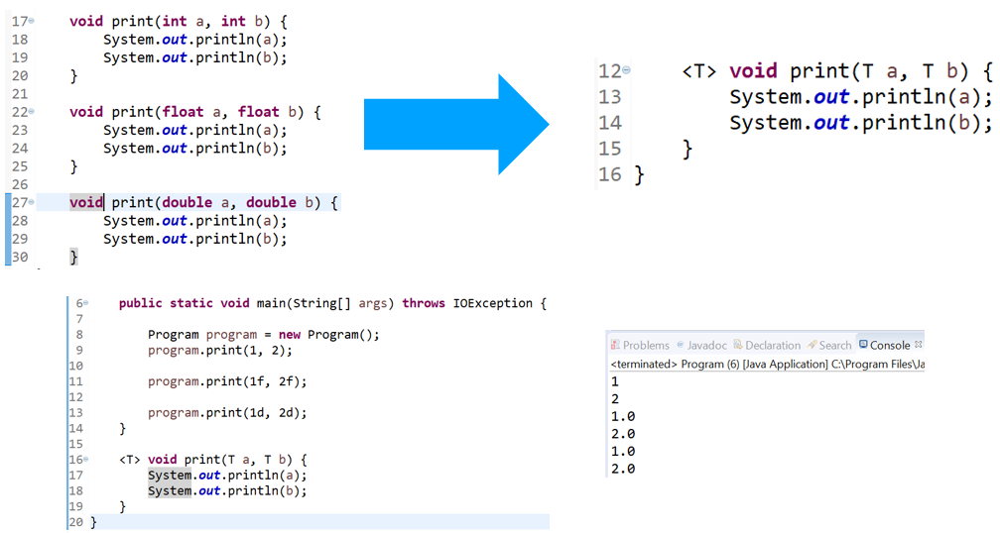 17 void print(int a, int b) {
18 System.out.println(a);
19 System.out.println(b);
20 }
21
22 void print(float a, float b) {
23 System.out.println(a);
24 System.out.println(b);
25 }
26
27 void print(double a, double b) {
28 System.out.println(a);
29 System.out.println(b);
30 }
12 <T> void print(T a, T b) {
13 System.out.println(a);
14 System.out.println(b);
15 }
16 }
6 public static void main(String[] args) throws IOException {
7
8 Program program = new Program();
9 program.print(1, 2);
10
11 program.print(1f, 2f);
12
13 program.print(1d, 2d);
14 }
15
16 <T> void print(T a, T b) {
17 System.out.println(a);
18 System.out.println(b);
19 }
20 }
Problems Javadoc Declaration Search Console
<terminated> Program (6) [Java Application] C:\Program Files\Ja
1
2
1.0
2.0
1.0
2.0